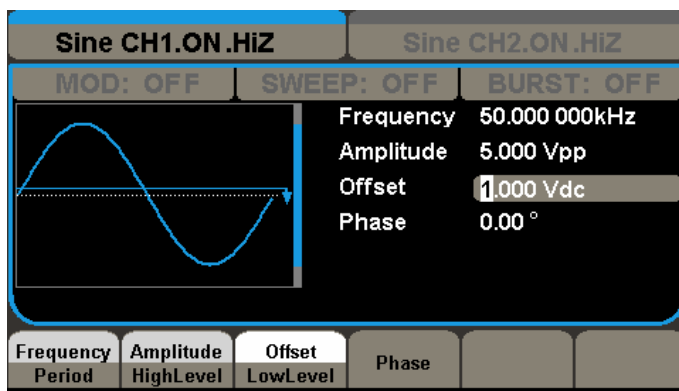 Sine CH1.ON.HiZ
Sine CH2.ON.HiZ
MOD: OFF
SWEEP: OFF
BURST: OFF
Frequency 50.000 000kHz
Amplitude 5.000 Vpp
Offset 1.000 Vdc
Phase 0.00 °
Frequency
Period
Amplitude
HighLevel
Offset
LowLevel
Phase